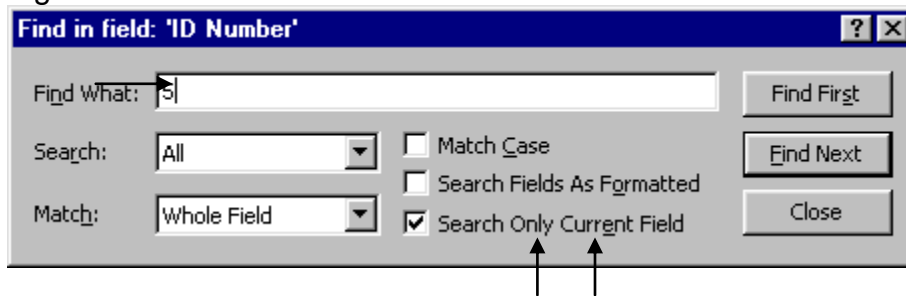 Find in field: 'ID Number'
Find What: 5
Find First
Search: All
Match Case
Find Next
Search Fields As Formatted
Match: Whole Field
Search Only Current Field
Close